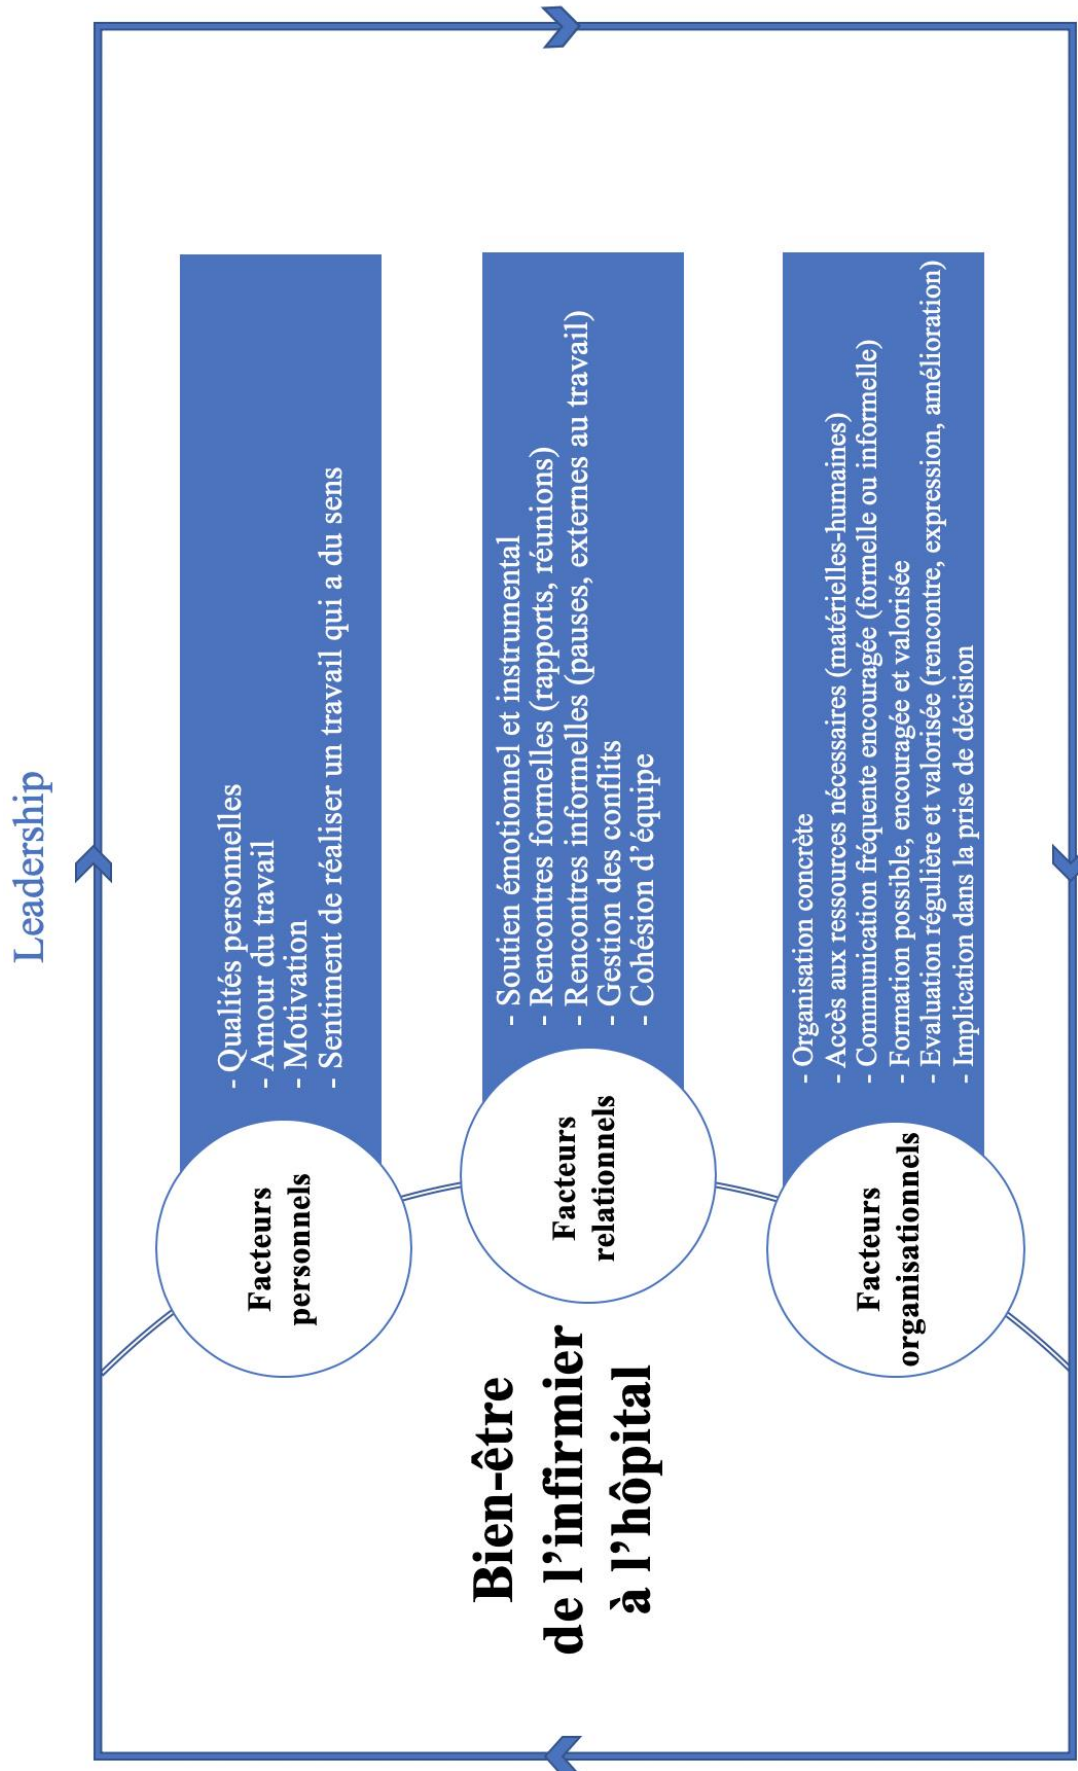 Leadership
Bien-être
de l'infirmier
à l'hôpital
Facteurs
personnels
- Qualités personnelles
- Amour du travail
- Motivation
- Sentiment de réaliser un travail qui a du sens
Facteurs
relationnels
- Soutien émotionnel et instrumental
- Rencontres formelles (rapports, réunions)
- Rencontres informelles (pauses, externes au travail)
- Gestion des conflits
- Cohésion d'équipe
Facteurs
organisationnels
- Organisation concrète
- Accès aux ressources nécessaires (matérielles-humaines)
- Communication fréquente encouragée (formelle ou informelle)
- Formation possible, encouragée et valorisée
- Evaluation régulière et valorisée (rencontre, expression, amélioration)
- Implication dans la prise de décision